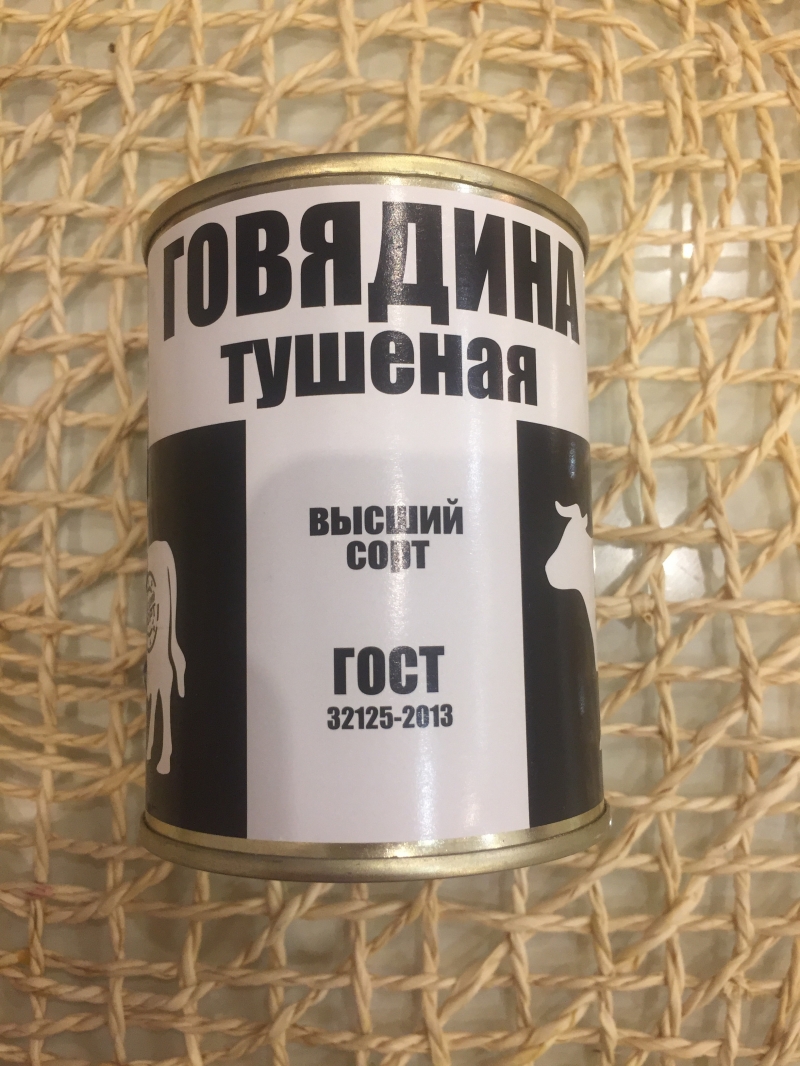 ГОВЯДИНА
тушеная
ВЫСШИЙ
СОРТ
ГОСТ
32125-2013